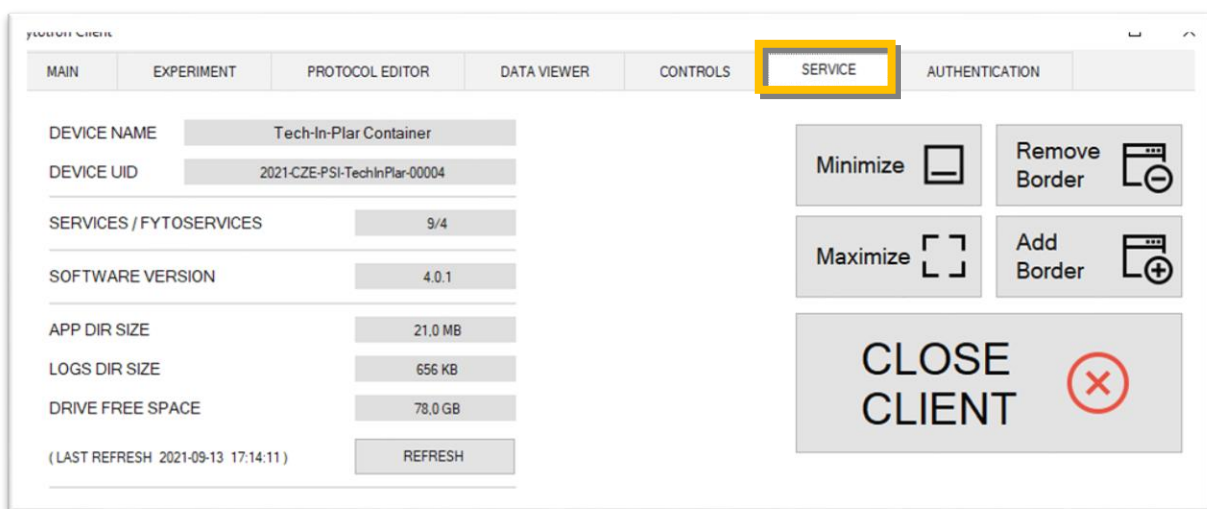 MAIN EXPERIMENT PROTOCOL EDITOR DATA VIEWER CONTROLS SERVICE AUTHENTICATION
DEVICE NAME Tech-In-Plar Container
DEVICE UID 2021-CZE-PSI-TechInPlar-00004
SERVICES / FYTOSERVICES 9/4
SOFTWARE VERSION 4.0.1
APP DIR SIZE 21,0 MB
LOGS DIR SIZE 656 KB
DRIVE FREE SPACE 78,0 GB
( LAST REFRESH 2021-09-13 17:14:11 ) REFRESH
Minimize
Remove
Border
Maximize
Add
Border
CLOSE
CLIENT